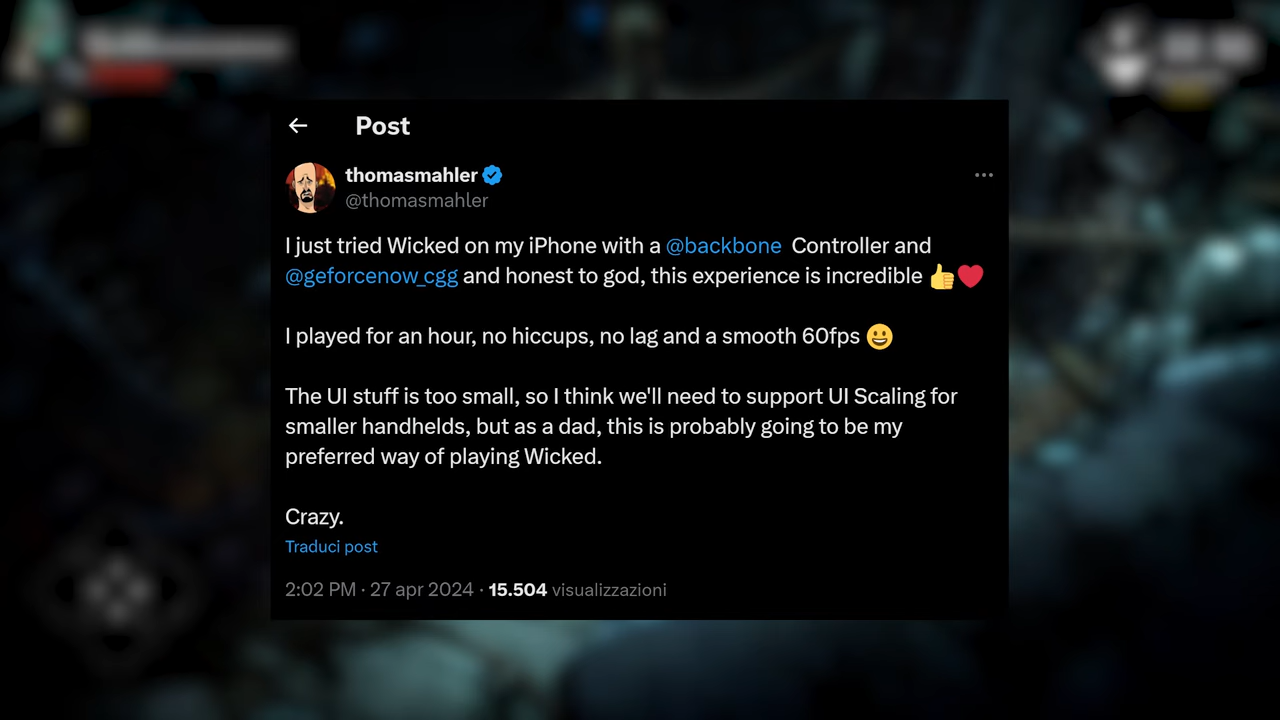 Post
thomasmahler
@thomasmahler
I just tried Wicked on my iPhone with a @backbone Controller and
@geforcenow_cgg and honest to god, this experience is incredible 👍❤️
I played for an hour, no hiccups, no lag and a smooth 60fps 😀
The UI stuff is too small, so I think we'll need to support UI Scaling for
smaller handhelds, but as a dad, this is probably going to be my
preferred way of playing Wicked.
Crazy.
Traduci post
2:02 PM · 27 apr 2024 · 15.504 visualizzazioni